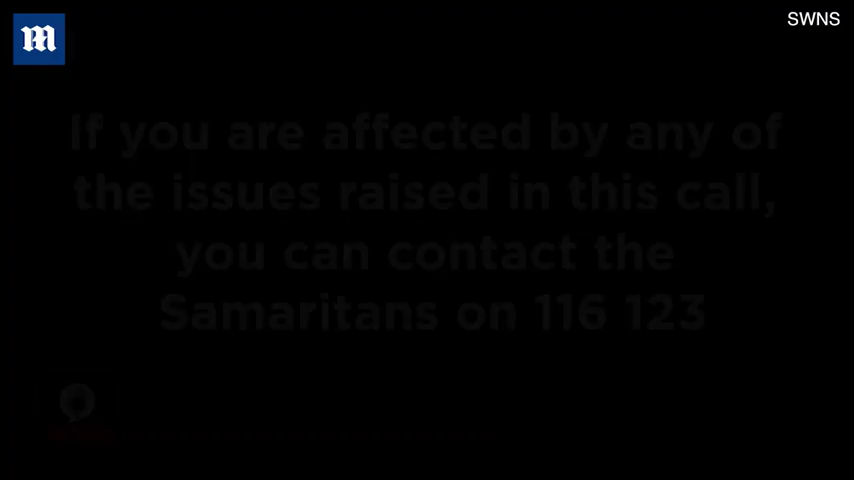 SWNS
M
If you are affected by any of
the issues raised in this call,
you can contact the
Samaritans on 116 123